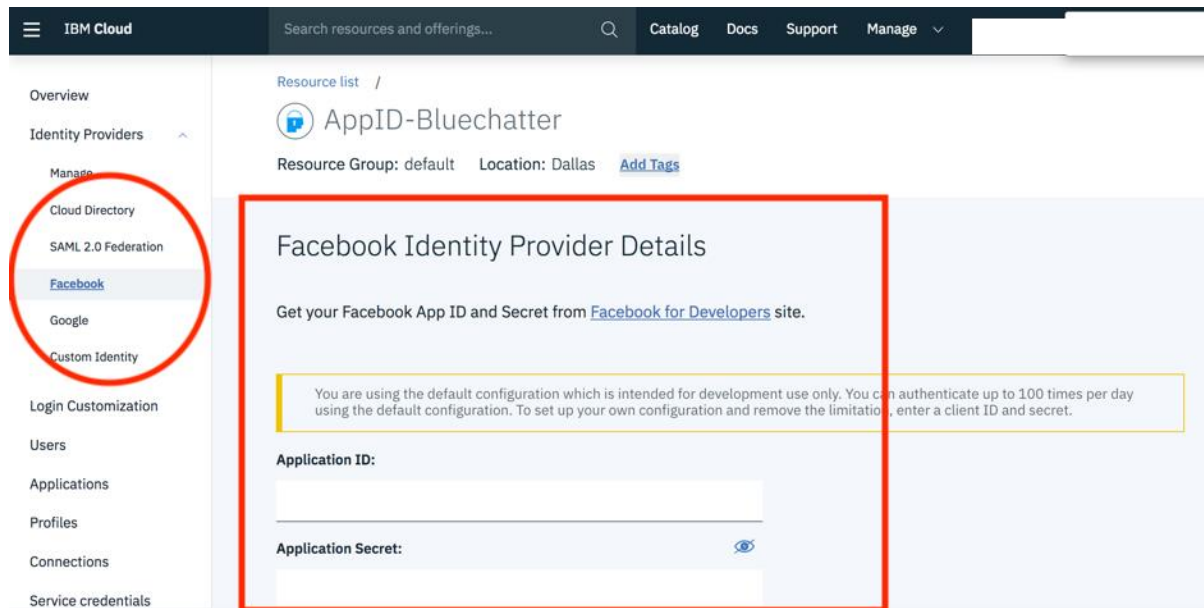 IBM Cloud
Search resources and offerings...
Catalog
Docs
Support
Manage
Overview
Identity Providers
Manage
Cloud Directory
SAML 2.0 Federation
Facebook
Google
Custom Identity
Login Customization
Users
Applications
Profiles
Connections
Service credentials
Resource list /
AppID-Bluechatter
Resource Group: default Location: Dallas Add Tags
Facebook Identity Provider Details
Get your Facebook App ID and Secret from Facebook for Developers site.
You are using the default configuration which is intended for development use only. You can authenticate up to 100 times per day
using the default configuration. To set up your own configuration and remove the limitation, enter a client ID and secret.
Application ID:
Application Secret: